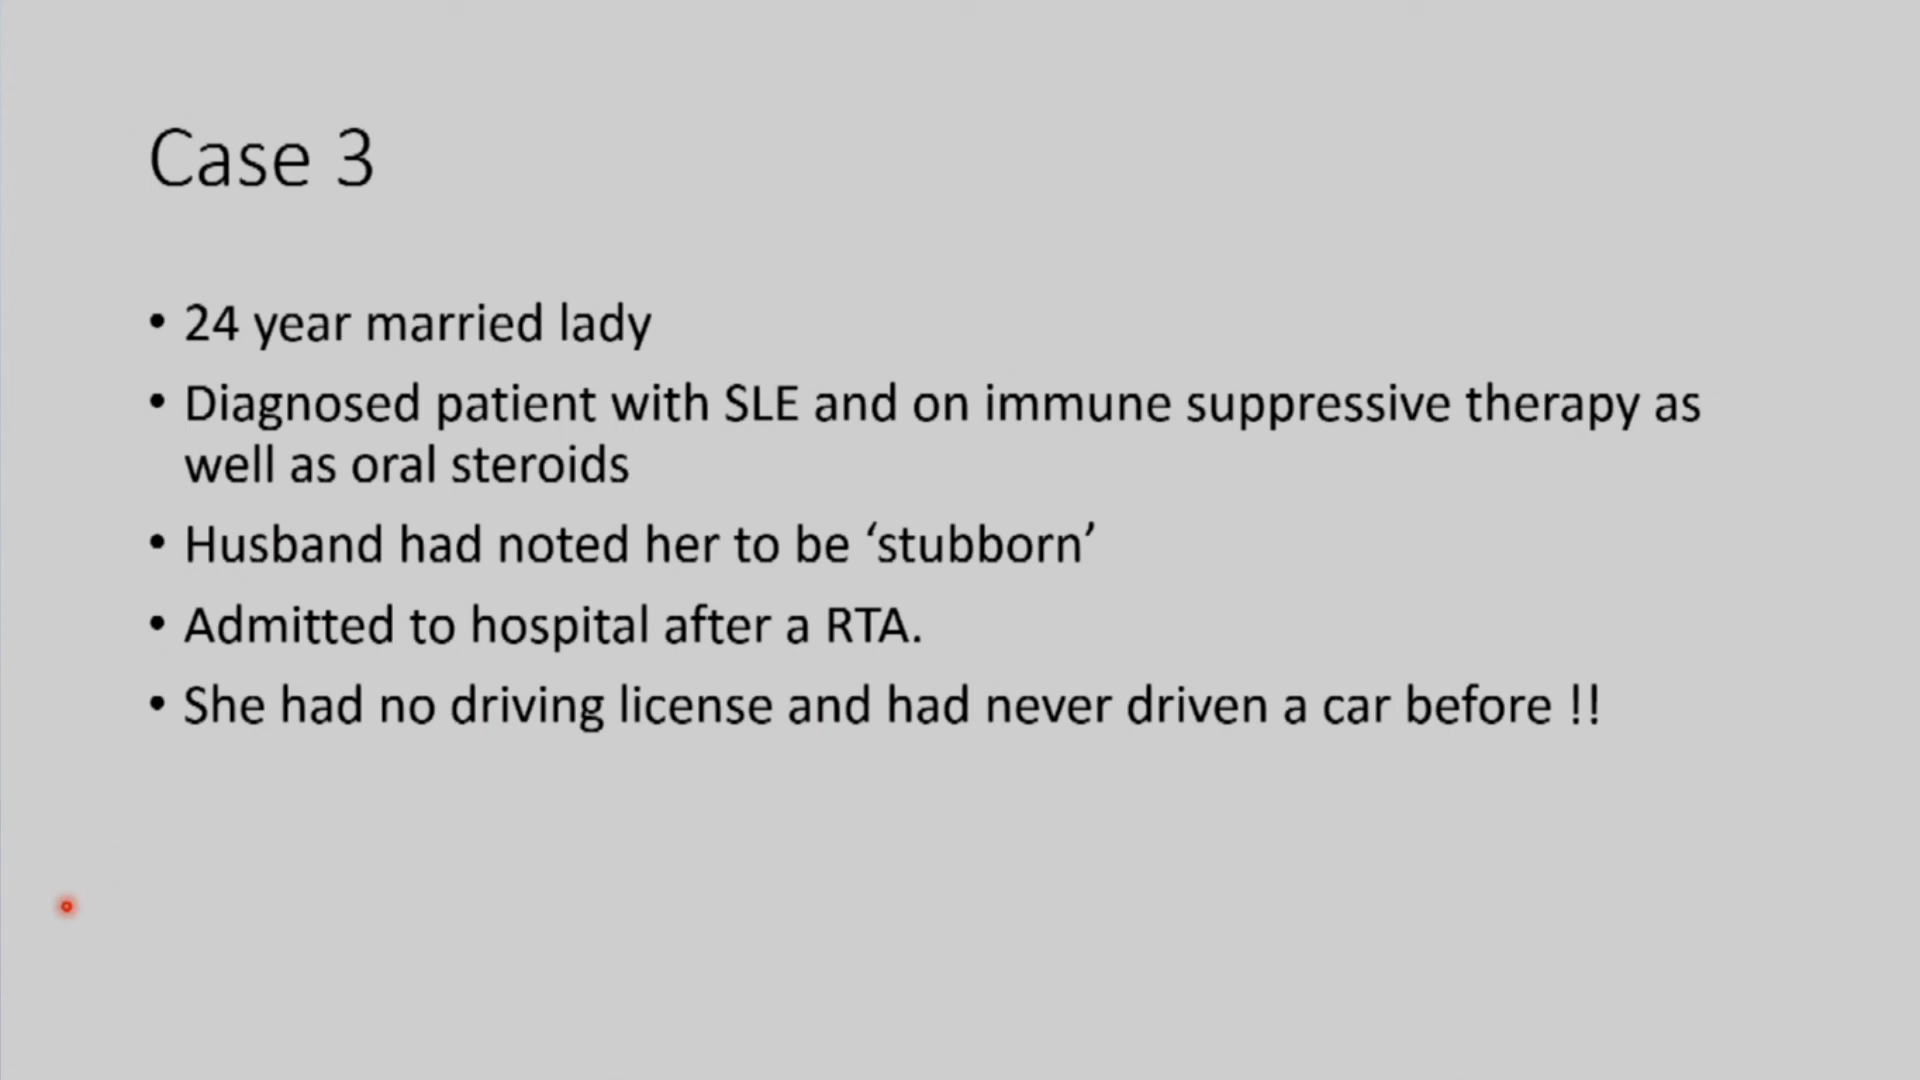 Case 3
• 24 year married lady
• Diagnosed patient with SLE and on immune suppressive therapy as
well as oral steroids
• Husband had noted her to be ‘stubborn’
• Admitted to hospital after a RTA.
• She had no driving license and had never driven a car before !!